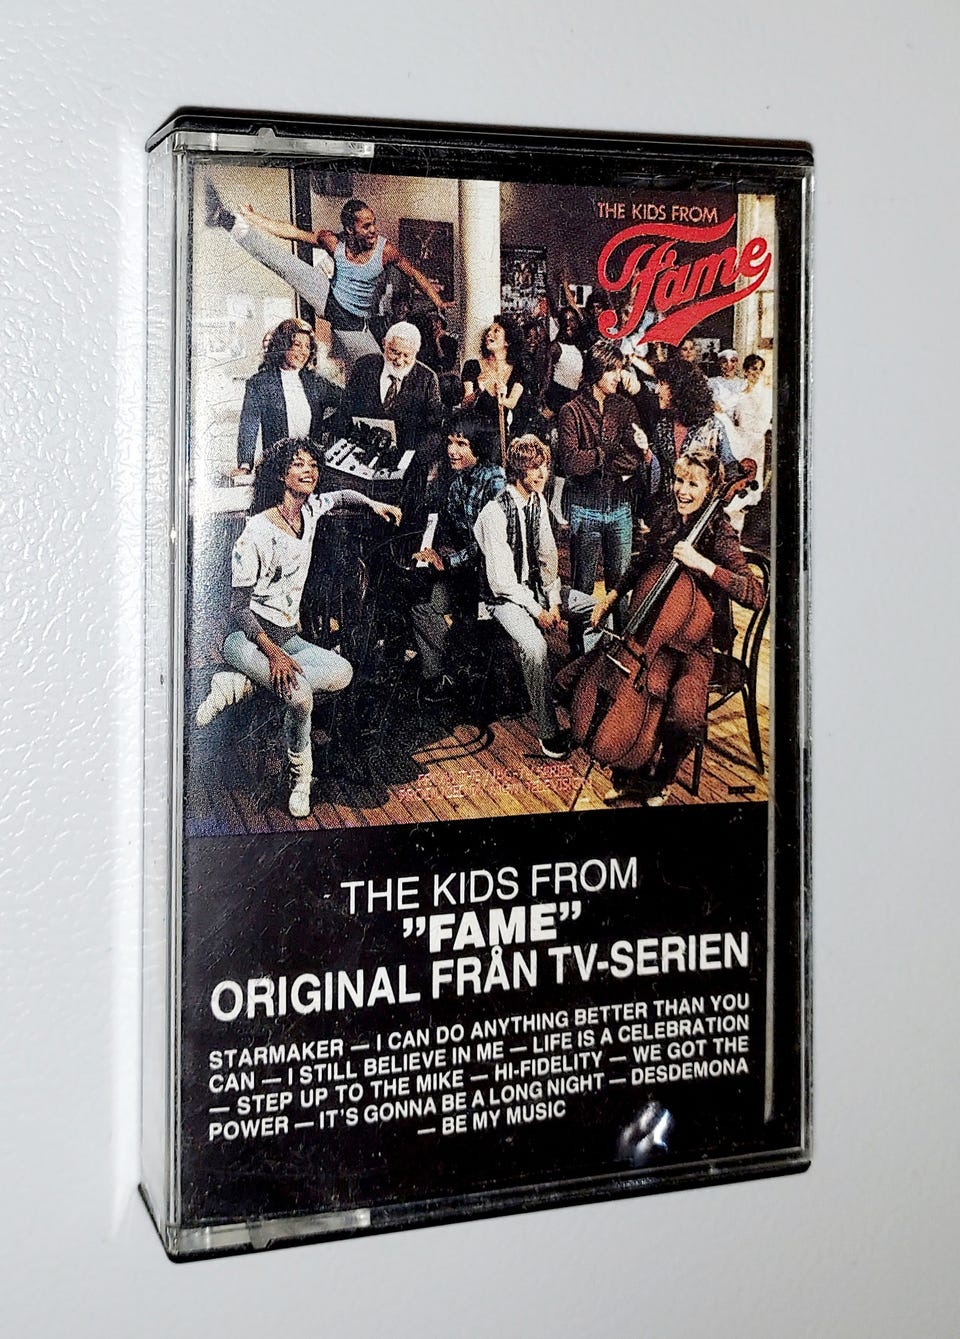 THE KIDS FROM
Fame
THE KIDS FROM
”FAME”
ORIGINAL FRÅN TV-SERIEN
STARMAKER — I CAN DO ANYTHING BETTER THAN YOU
CAN — I STILL BELIEVE IN ME — LIFE IS A CELEBRATION
— STEP UP TO THE MIKE — HI-FIDELITY — WE GOT THE
POWER — IT'S GONNA BE A LONG NIGHT — DESDEMONA
— BE MY MUSIC